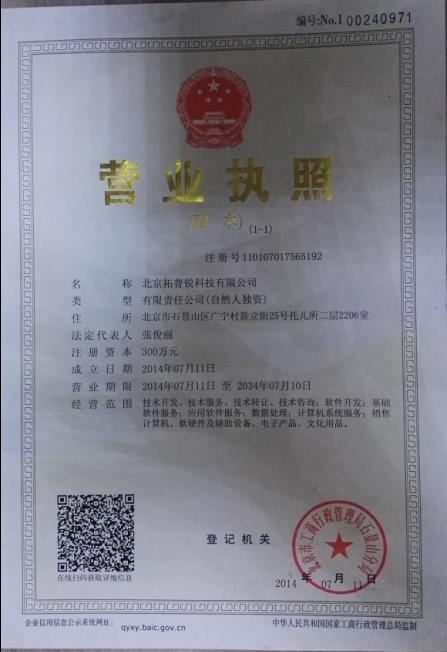 编号:No.1 00240971
营业执照
(副 本) (1-1)
注册号110107017565192
名 称 北京拓普锐科技有限公司
类 型 有限责任公司(自然人独资)
住 所 北京市石景山区广宁村新立街25号托儿所二层2206室
法定代表人 张俊丽
注册资本 300万元
成立日期 2014年07月11日
营业期限 2014年07月11日 至 2034年07月10日
经营范围 技术开发、技术服务、技术转让、技术咨询；软件开发；基础
软件服务；应用软件服务；数据处理；计算机系统服务；销售
计算机、软硬件及辅助设备、电子产品、文化用品。
在线扫码获取详细信息
登记机关
北京市工商行政管理局石景山分局
2014 年 07 月 11 日
企业信用信息公示系统网址： qyxy.baic.gov.cn
中华人民共和国国家工商行政管理总局监制